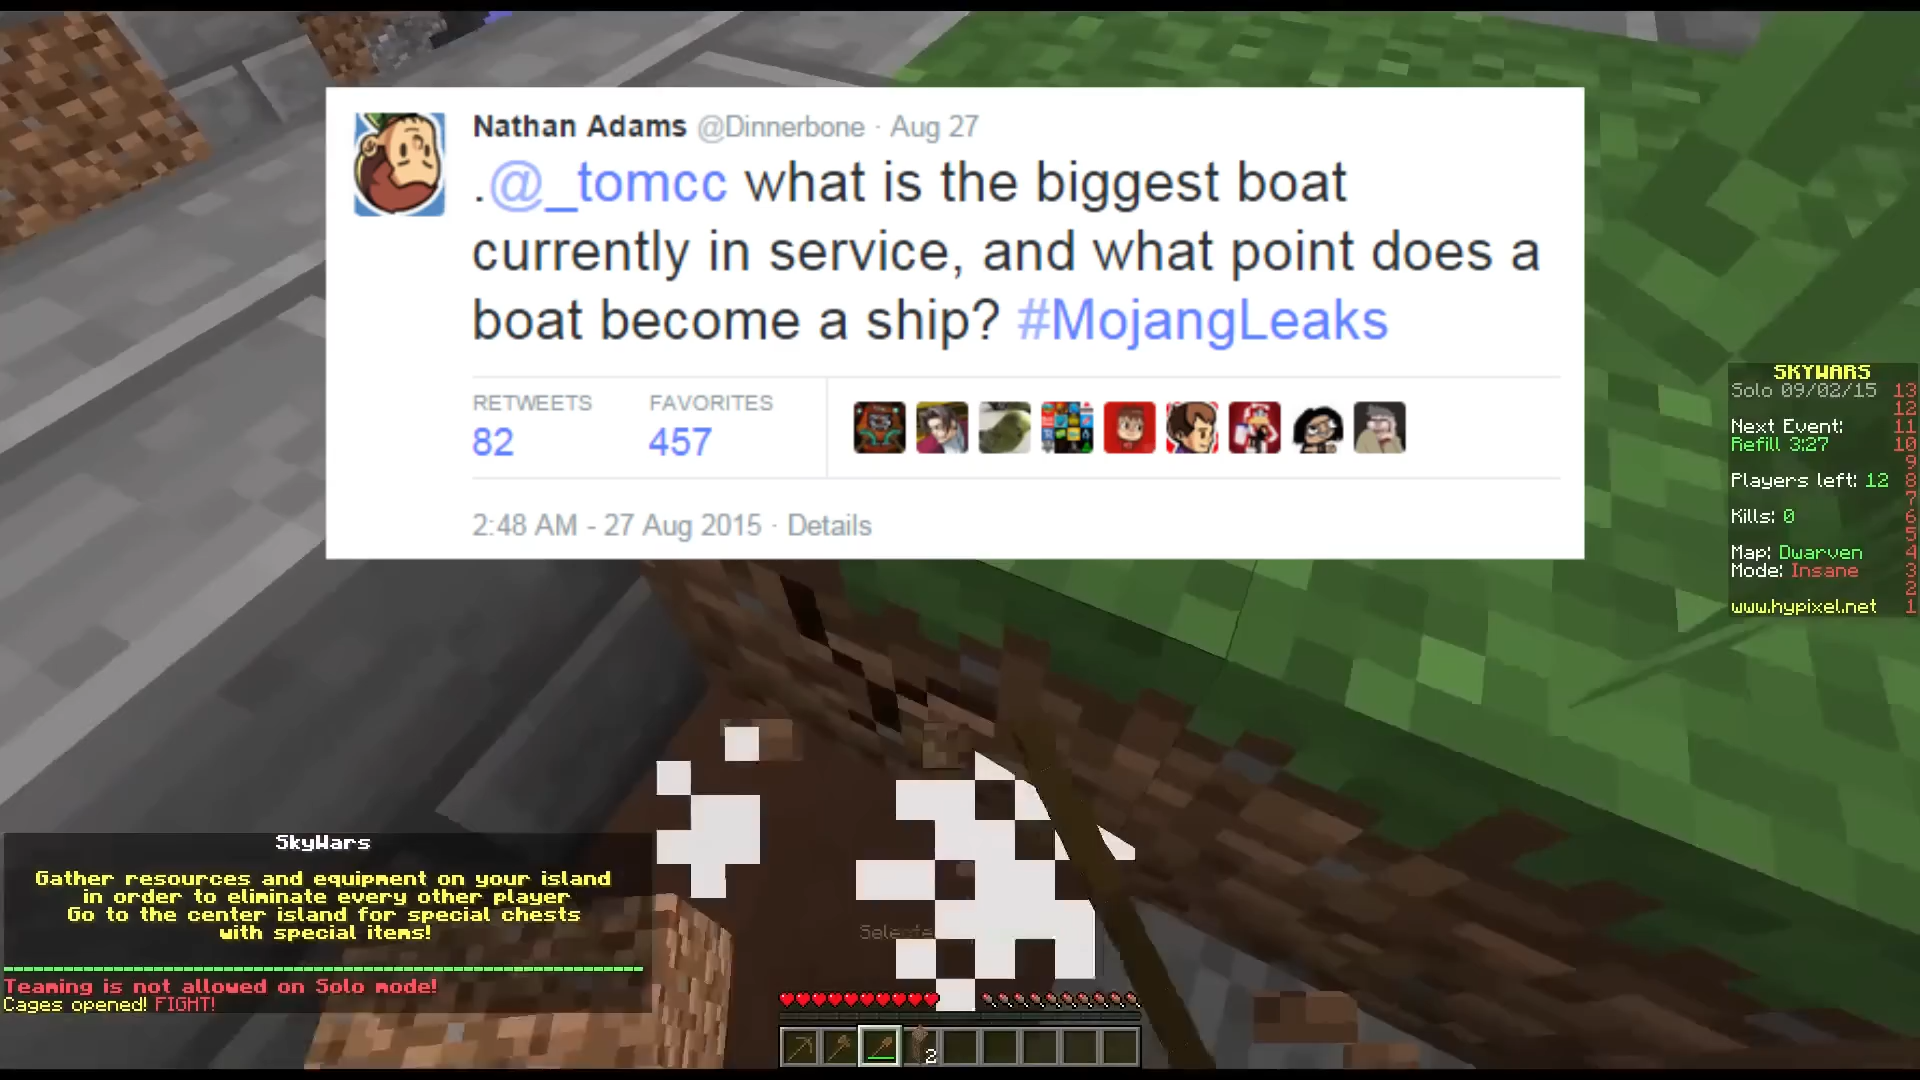 Nathan Adams @Dinnerbone · Aug 27
.@_tomcc what is the biggest boat
currently in service, and what point does a
boat become a ship? #MojangLeaks
RETWEETS FAVORITES
82 457
2:48 AM - 27 Aug 2015 · Details
SKYWARS
Solo 09/02/15 13
12
Next Event: 11
Refill 3:27 10
9
Players left: 12 8
7
Kills: 0 6
5
Map: Dwarven 4
Mode: Insane 3
2
www.hypixel.net 1
SkyWars
Gather resources and equipment on your island
in order to eliminate every other player
Go to the center island for special chests
with special items!
Teaming is not allowed on Solo mode!
Cages opened! FIGHT!
2